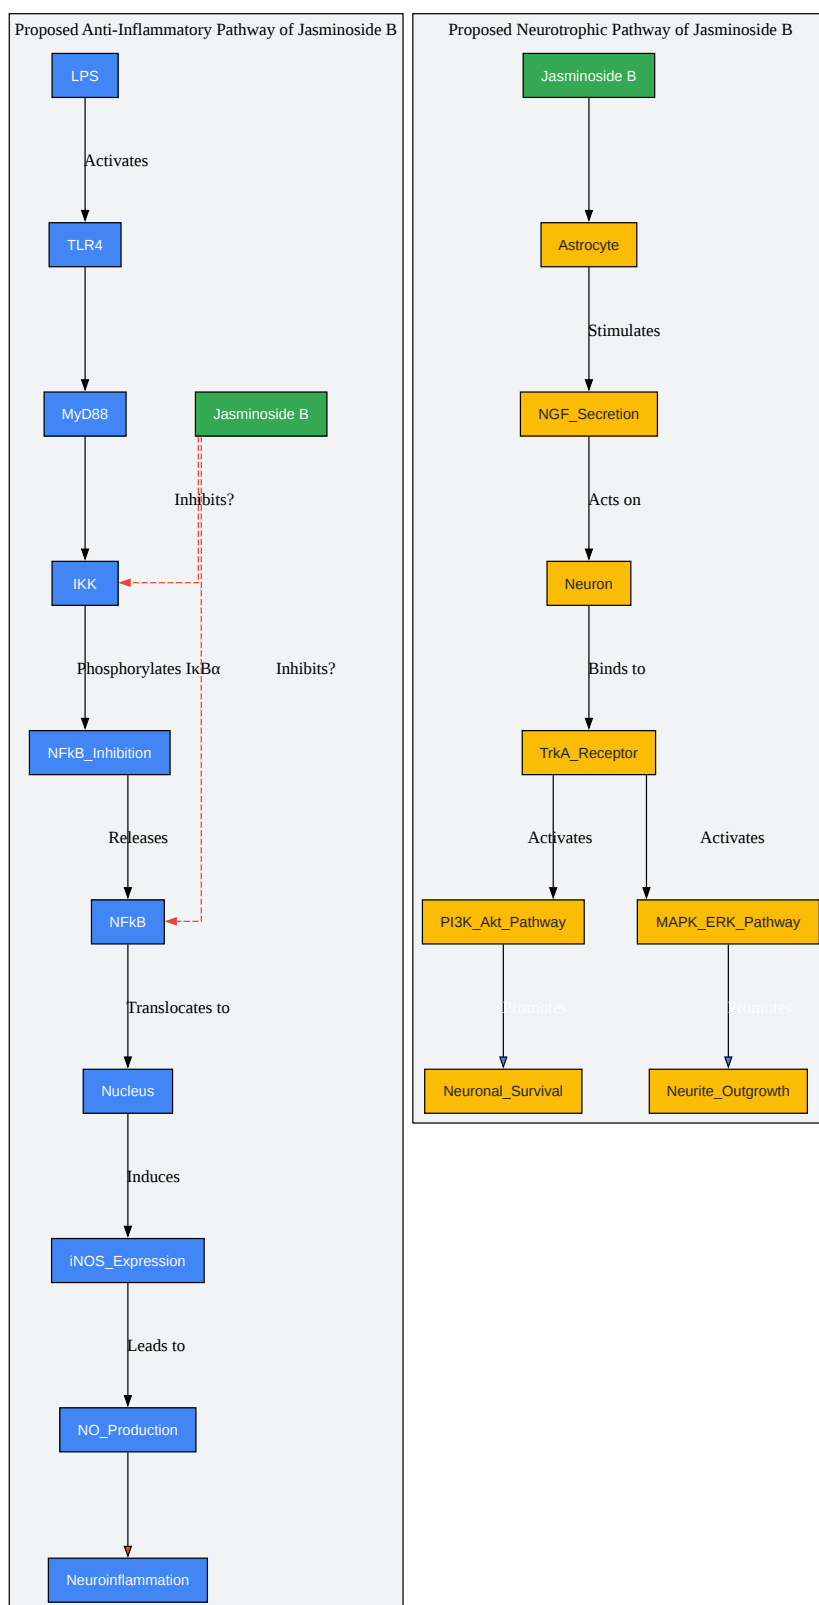 Proposed Anti-Inflammatory Pathway of Jasminoside B
LPS
Activates
TLR4
MyD88
Jasminoside B
Inhibits?
IKK
Phosphorylates IκBα
Inhibits?
NFkB_Inhibition
Releases
NFkB
Translocates to
Nucleus
Induces
iNOS_Expression
Leads to
NO_Production
Neuroinflammation
Proposed Neurotrophic Pathway of Jasminoside B
Jasminoside B
Astrocyte
Stimulates
NGF_Secretion
Acts on
Neuron
Binds to
TrkA_Receptor
Activates
Activates
PI3K_Akt_Pathway
MAPK_ERK_Pathway
Promotes
Promotes
Neuronal_Survival
Neurite_Outgrowth